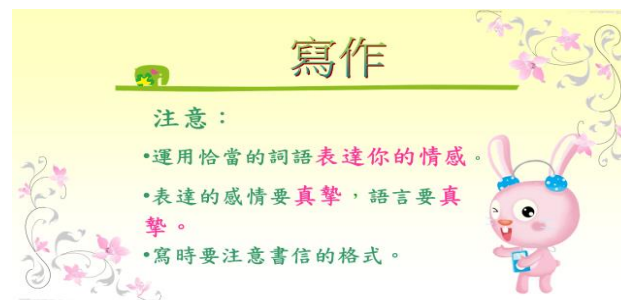 寫作
注意：
•運用恰當的詞語表達你的情感。
•表達的感情要真摯，語言要真
摯。
•寫時要注意書信的格式。